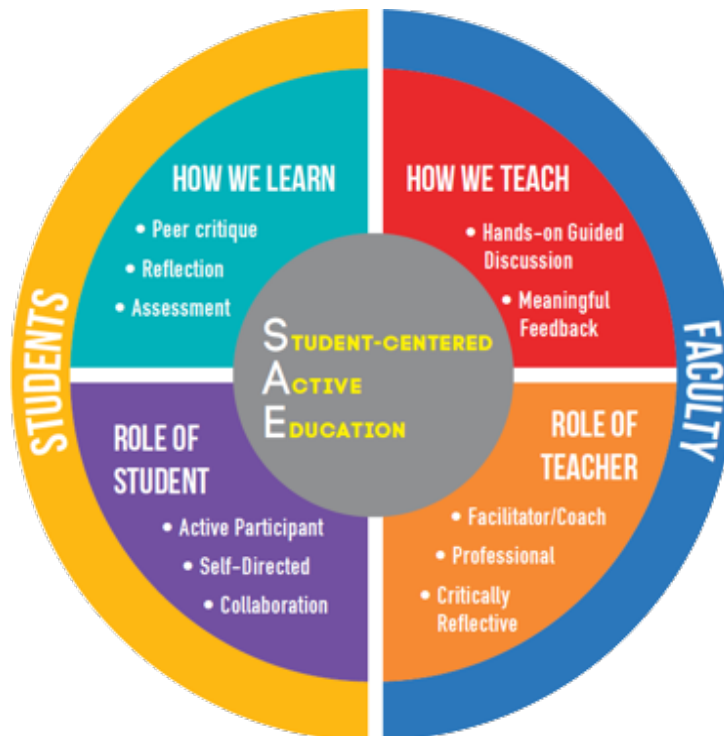 STUDENTS
HOW WE LEARN
• Peer critique
• Reflection
• Assessment
HOW WE TEACH
• Hands-on Guided
Discussion
• Meaningful
Feedback
FACULTY
STUDENT-CENTERED
ACTIVE
EDUCATION
ROLE OF
STUDENT
• Active Participant
• Self-Directed
• Collaboration
ROLE OF
TEACHER
• Facilitator/Coach
• Professional
• Critically
Reflective